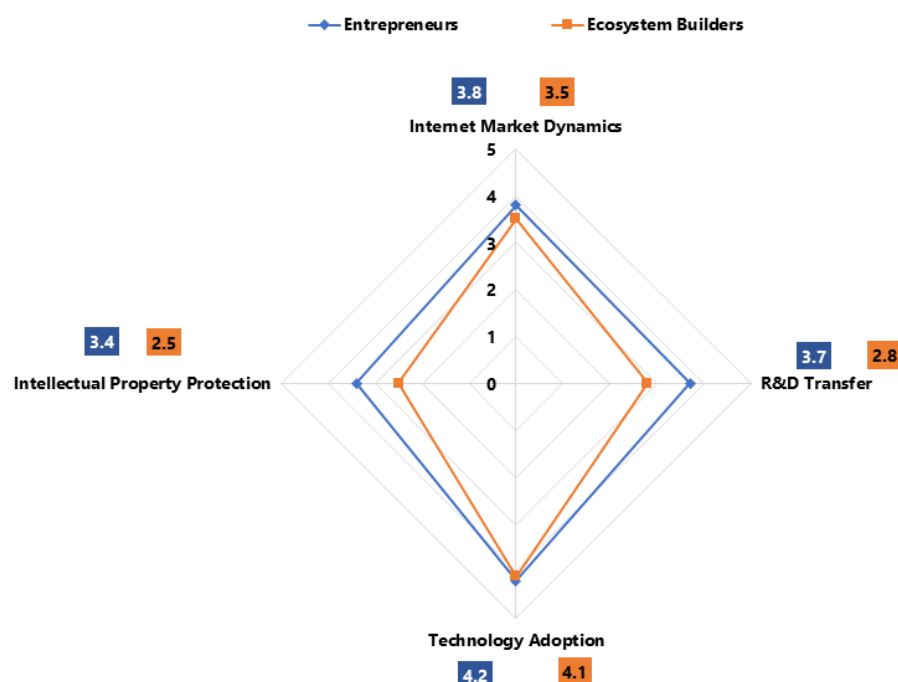 Entrepreneurs Ecosystem Builders
3.8 3.5
Internet Market Dynamics
5
4
3
2
1
0
3.4 2.5
Intellectual Property Protection
3.7 2.8
R&D Transfer
Technology Adoption
4.2 4.1